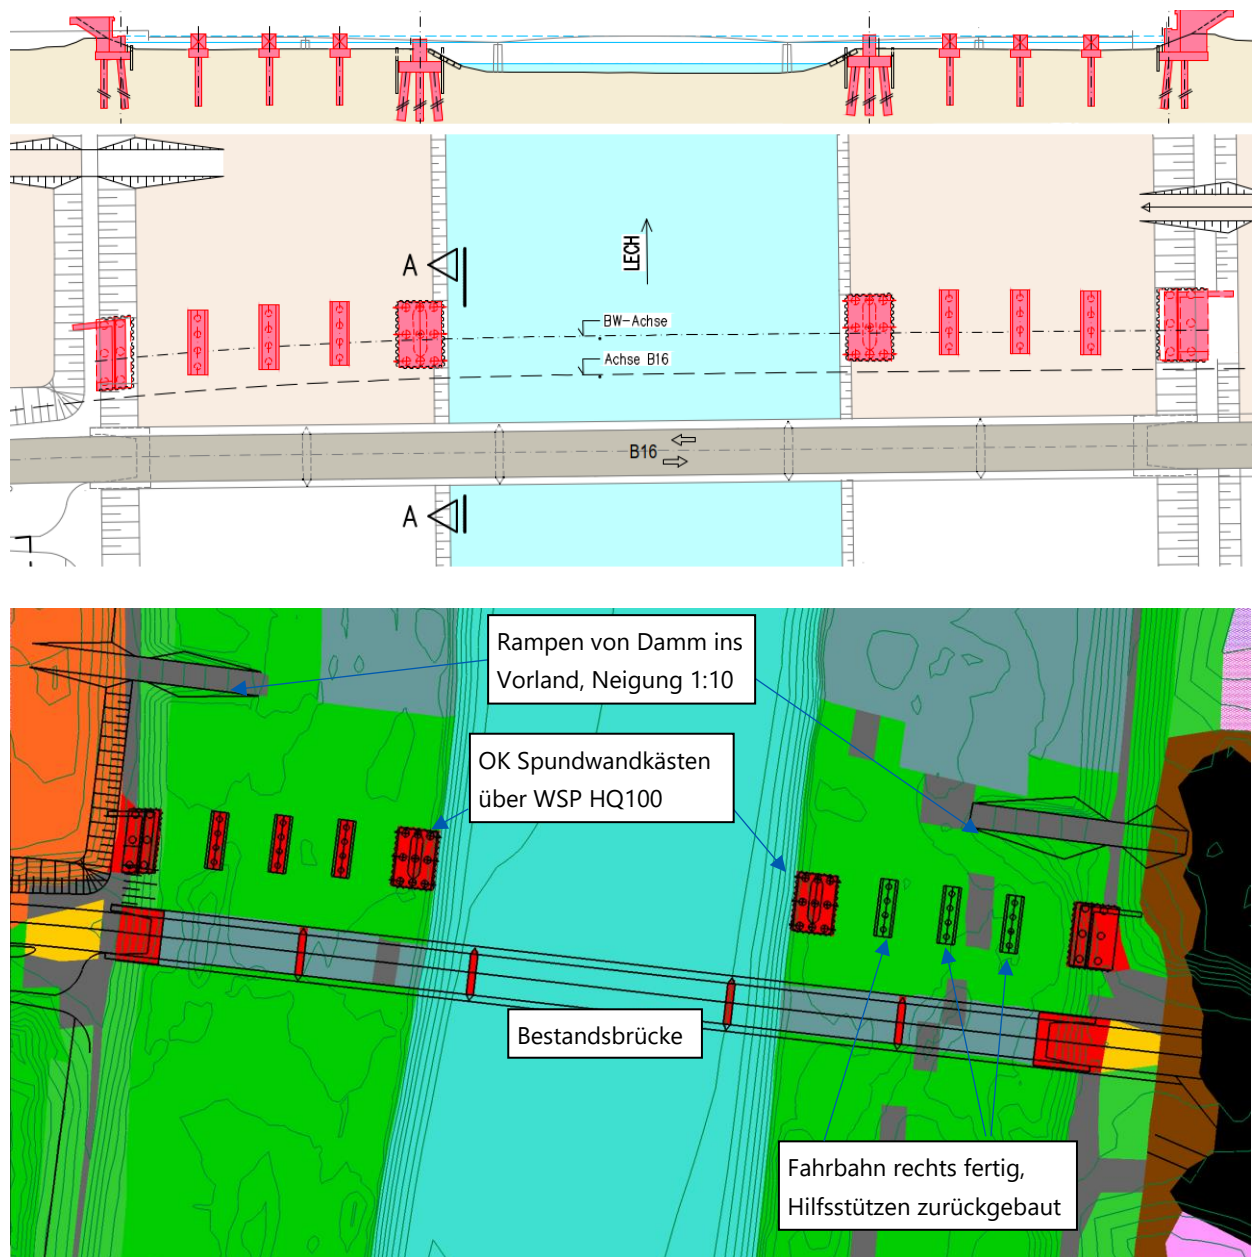 LECH
A
BW-Achse
Achse B16
B16
A
Rampen von Damm ins
Vorland, Neigung 1:10
OK Spundwandkästen
über WSP HQ100
Bestandsbrücke
Fahrbahn rechts fertig,
Hilfsstützen zurückgebaut